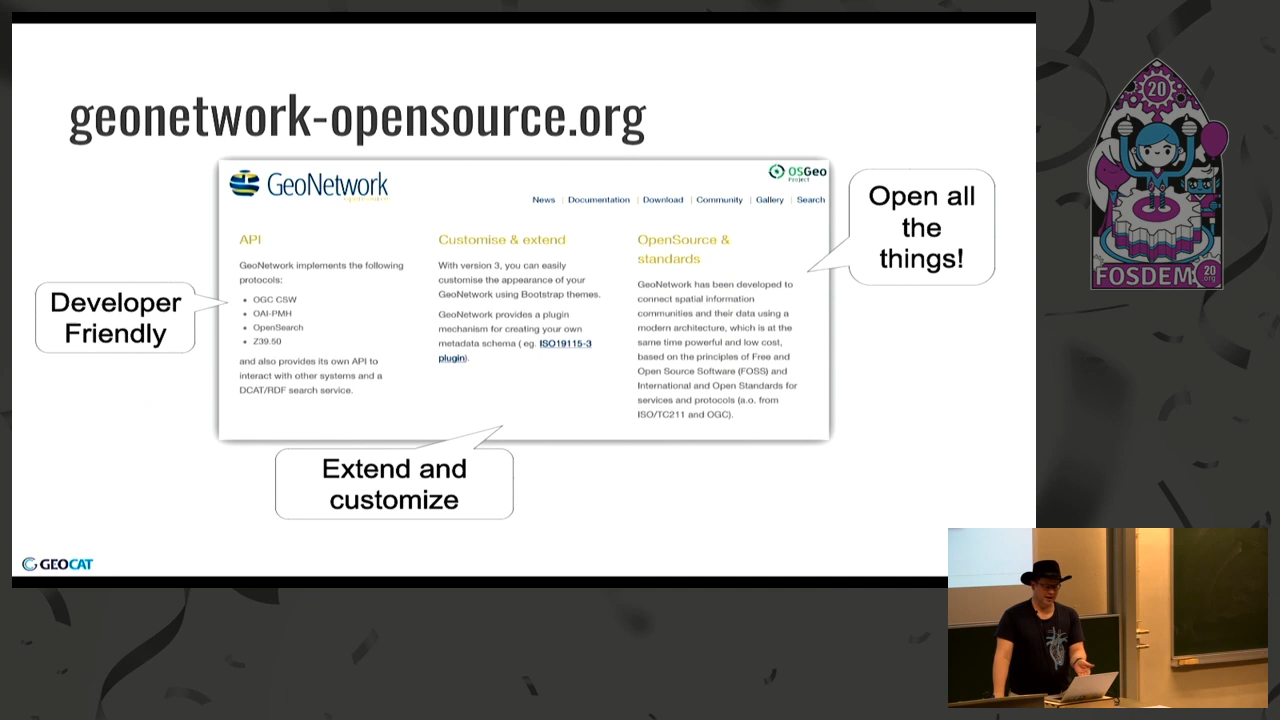 geonetwork-opensource.org
GeoNetwork
OSGeo
Project
News
Documentation
Download
Community
Gallery
Search
API
GeoNetwork implements the following
protocols:
OGC CSW
OAI-PMH
OpenSearch
Z39.50
and also provides its own API to
interact with other systems and a
DCAT/RDF search service.
Customise & extend
With version 3, you can easily
customise the appearance of your
GeoNetwork using Bootstrap themes.
GeoNetwork provides a plugin
mechanism for creating your own
metadata schema ( eg. ISO19115-3
plugin).
OpenSource &
standards
GeoNetwork has been developed to
connect spatial information
communities and their data using a
modern architecture, which is at the
same time powerful and low cost,
based on the principles of Free and
Open Source Software (FOSS) and
International and Open Standards for
services and protocols (a.o. from
ISO/TC211 and OGC).
Developer
Friendly
Open all
the
things!
Extend and
customize
GEOCAT
20
FOSDEM
20
.org